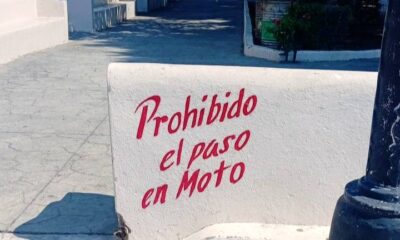 Prohibido
el paso
en Moto